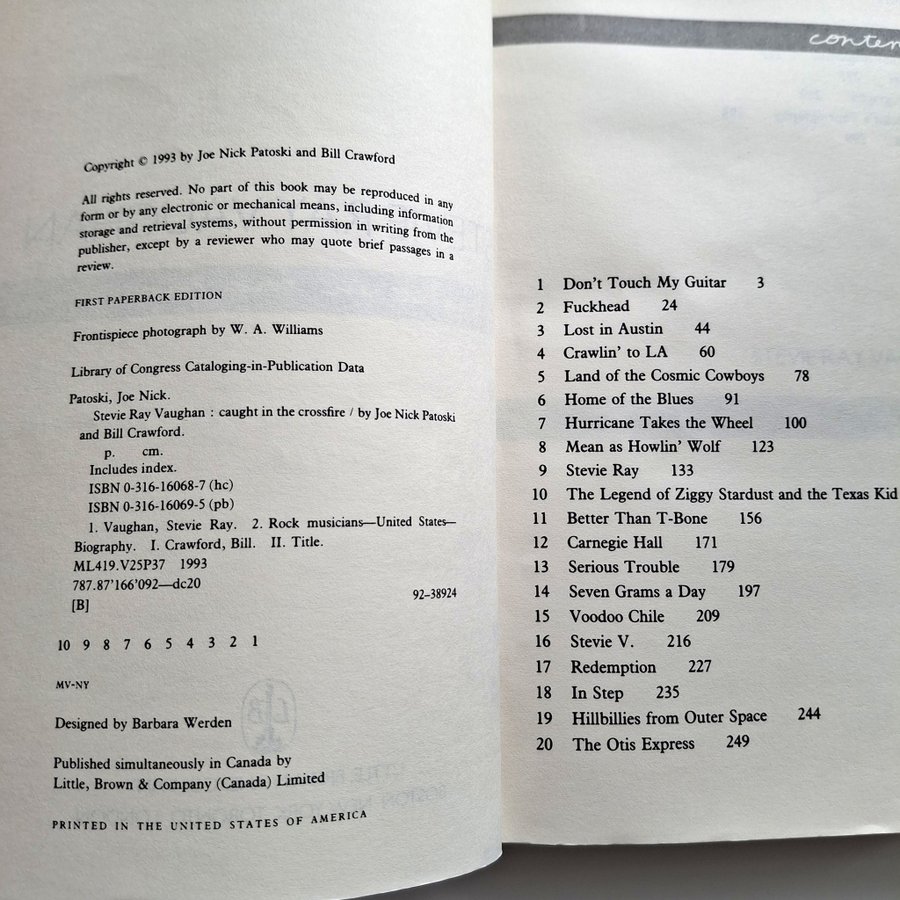 Copyright © 1993 by Joe Nick Patoski and Bill Crawford
All rights reserved. No part of this book may be reproduced in any
form or by any electronic or mechanical means, including information
storage and retrieval systems, without permission in writing from the
publisher, except by a reviewer who may quote brief passages in a
review.
FIRST PAPERBACK EDITION
Frontispiece photograph by W. A. Williams
Library of Congress Cataloging-in-Publication Data
Patoski, Joe Nick.
Stevie Ray Vaughan : caught in the crossfire / by Joe Nick Patoski
and Bill Crawford.
p. cm.
Includes index.
ISBN 0-316-16068-7 (hc)
ISBN 0-316-16069-5 (pb)
1. Vaughan, Stevie Ray. 2. Rock musicians—United States—
Biography. I. Crawford, Bill. II. Title.
ML419.V25P37 1993
787.87'166'092—dc20
[B] 92-38924
10 9 8 7 6 5 4 3 2 1
MV-NY
Designed by Barbara Werden
Published simultaneously in Canada by
Little, Brown & Company (Canada) Limited
PRINTED IN THE UNITED STATES OF AMERICA
conten
1 Don't Touch My Guitar 3
2 Fuckhead 24
3 Lost in Austin 44
4 Crawlin' to LA 60
5 Land of the Cosmic Cowboys 78
6 Home of the Blues 91
7 Hurricane Takes the Wheel 100
8 Mean as Howlin' Wolf 123
9 Stevie Ray 133
10 The Legend of Ziggy Stardust and the Texas Kid
11 Better Than T-Bone 156
12 Carnegie Hall 171
13 Serious Trouble 179
14 Seven Grams a Day 197
15 Voodoo Chile 209
16 Stevie V. 216
17 Redemption 227
18 In Step 235
19 Hillbillies from Outer Space 244
20 The Otis Express 249